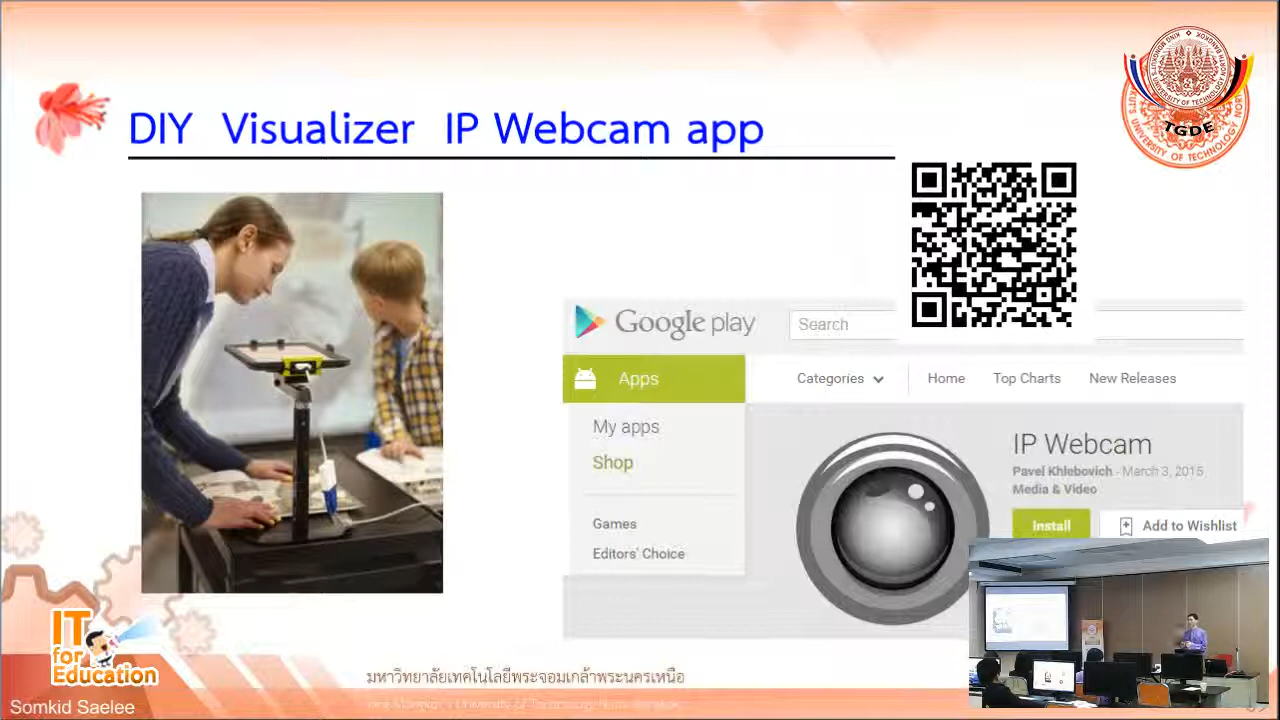 DIY Visualizer IP Webcam app
TGDE
Google play
Search
Apps
Categories
Home
Top Charts
New Releases
My apps
Shop
Games
Editors' Choice
IP Webcam
Pavel Khlebovich - March 3, 2015
Media & Video
Install
Add to Wishlist
IT
for
Education
มหาวิทยาลัยเทคโนโลยีพระจอมเกล้าพระนครเหนือ
Somkid Saelee